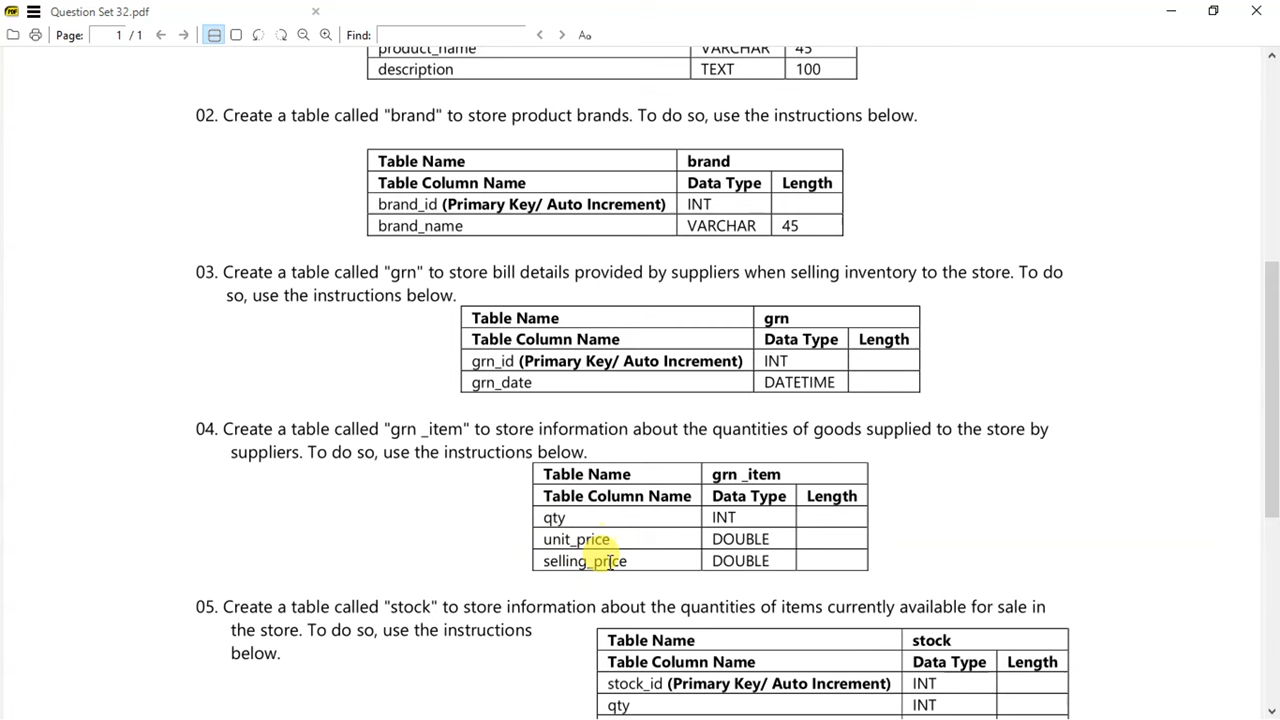 Question Set 32.pdf
Page: 1 / 1 Find: Aa
product_name VARCHAR 45
description TEXT 100
02. Create a table called "brand" to store product brands. To do so, use the instructions below.
Table Name brand
Table Column Name Data Type Length
brand_id (Primary Key/ Auto Increment) INT
brand_name VARCHAR 45
03. Create a table called "grn" to store bill details provided by suppliers when selling inventory to the store. To do
so, use the instructions below.
Table Name grn
Table Column Name Data Type Length
grn_id (Primary Key/ Auto Increment) INT
grn_date DATETIME
04. Create a table called "grn _item" to store information about the quantities of goods supplied to the store by
suppliers. To do so, use the instructions below.
Table Name grn _item
Table Column Name Data Type Length
qty INT
unit_price DOUBLE
selling_price DOUBLE
05. Create a table called "stock" to store information about the quantities of items currently available for sale in
the store. To do so, use the instructions
below.
Table Name stock
Table Column Name Data Type Length
stock_id (Primary Key/ Auto Increment) INT
qty INT